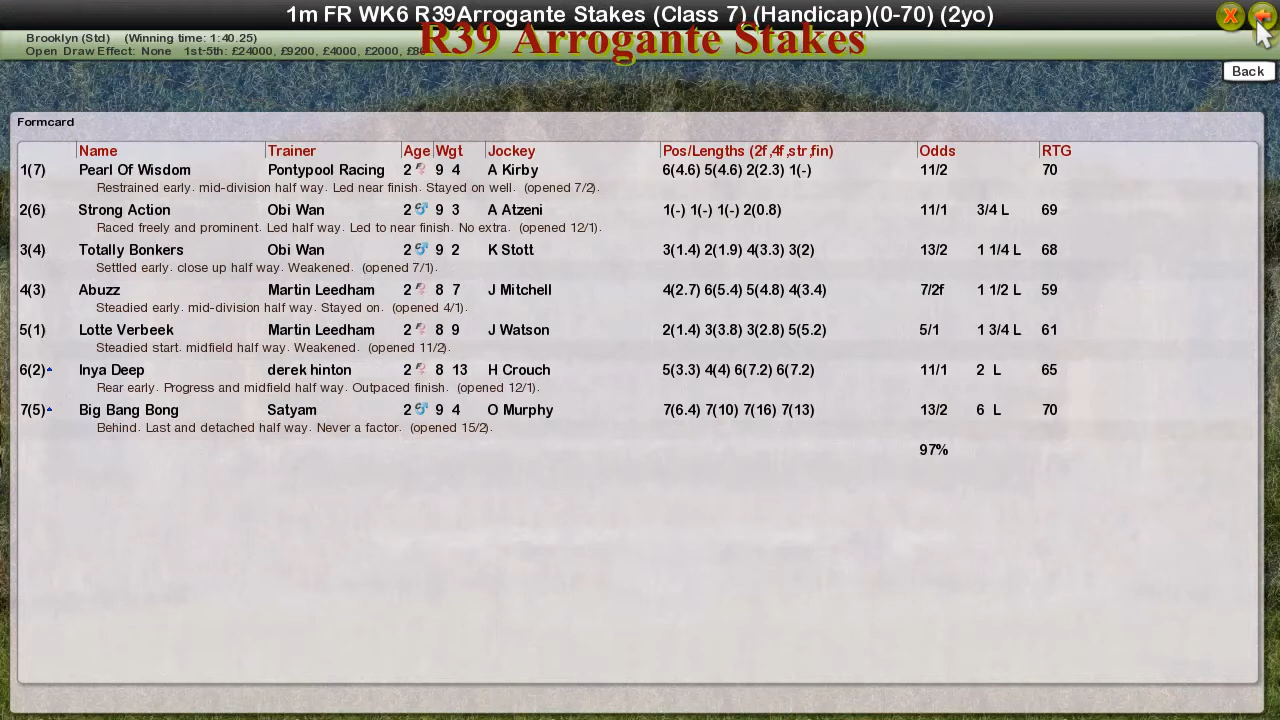 1m FR WK6 R39Arrogante Stakes (Class 7) (Handicap)(0-70) (2yo)
X
R39 Arrogante Stakes
Brooklyn (Std) (Winning time: 1:40.25)
Open Draw Effect: None 1st-5th: £24000, £9200, £4000, £2000,
Back
Formcard
Name Trainer Age Wgt Jockey Pos/Lengths (2f,4f,str,fin) Odds RTG
1(7) Pearl Of Wisdom Pontypool Racing 2 9 4 A Kirby 6(4.6) 5(4.6) 2(2.3) 1(-) 11/2 70
Restrained early. mid-division half way. Led near finish. Stayed on well. (opened 7/2).
2(6) Strong Action Obi Wan 2 9 3 A Atzeni 1(-) 1(-) 1(-) 2(0.8) 11/1 3/4 L 69
Raced freely and prominent. Led half way. Led to near finish. No extra. (opened 12/1).
3(4) Totally Bonkers Obi Wan 2 9 2 K Stott 3(1.4) 2(1.9) 4(3.3) 3(2) 13/2 1 1/4 L 68
Settled early. close up half way. Weakened. (opened 7/1).
4(3) Abuzz Martin Leedham 2 8 7 J Mitchell 4(2.7) 6(5.4) 5(4.8) 4(3.4) 7/2f 1 1/2 L 59
Steadied early. mid-division half way. Stayed on. (opened 4/1).
5(1) Lotte Verbeek Martin Leedham 2 8 9 J Watson 2(1.4) 3(3.8) 3(2.8) 5(5.2) 5/1 1 3/4 L 61
Steadied start. midfield half way. Weakened. (opened 11/2).
6(2) Inya Deep derek hinton 2 8 13 H Crouch 5(3.3) 4(4) 6(7.2) 6(7.2) 11/1 2 L 65
Rear early. Progress and midfield half way. Outpaced finish. (opened 12/1).
7(5) Big Bang Bong Satyam 2 9 4 O Murphy 7(6.4) 7(10) 7(16) 7(13) 13/2 6 L 70
Behind. Last and detached half way. Never a factor. (opened 15/2).
97%